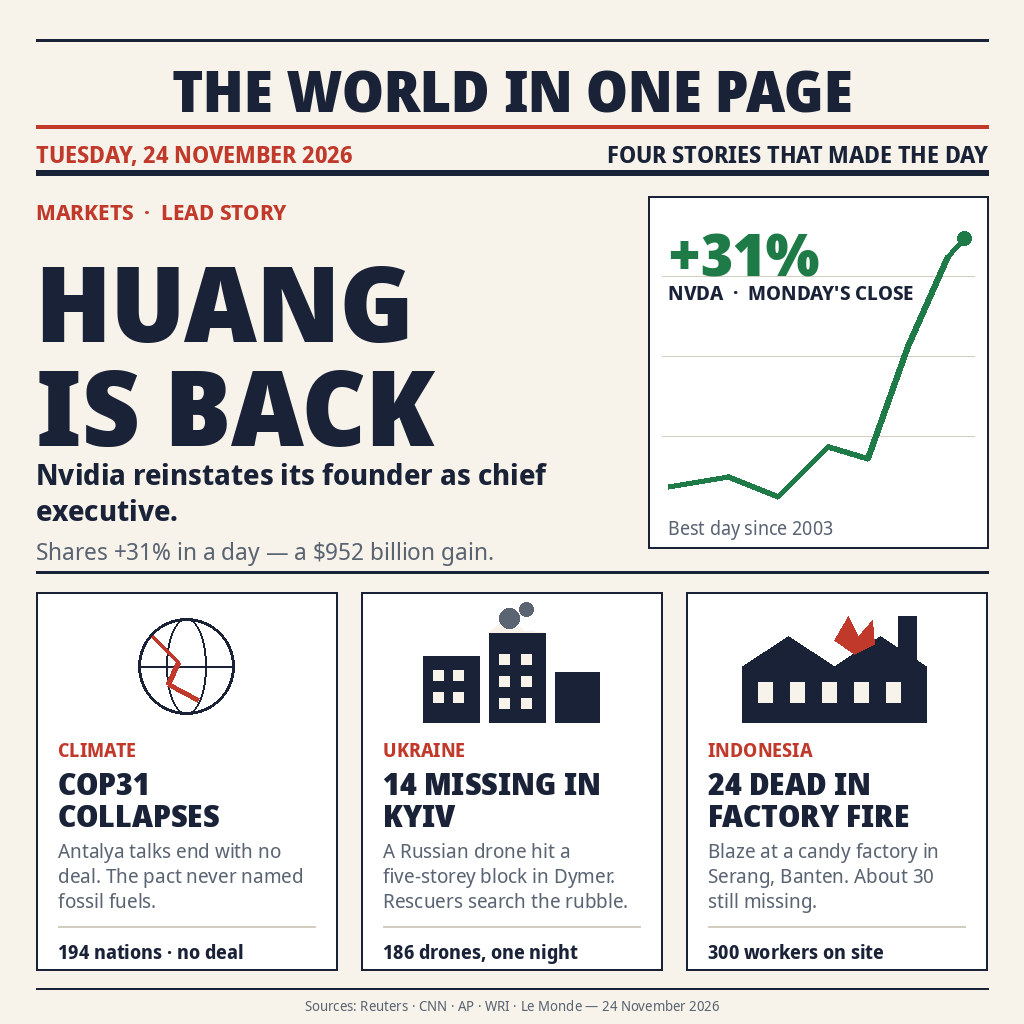 THE WORLD IN ONE PAGE
TUESDAY, 24 NOVEMBER 2026
FOUR STORIES THAT MADE THE DAY
MARKETS · LEAD STORY
HUANG
IS BACK
Nvidia reinstates its founder as chief
executive.
Shares +31% in a day — a $952 billion gain.
+31%
NVDA · MONDAY'S CLOSE
Best day since 2003
CLIMATE
COP31
COLLAPSES
Antalya talks end with no
deal. The pact never named
fossil fuels.
194 nations · no deal
UKRAINE
14 MISSING IN
KYIV
A Russian drone hit a
five-storey block in Dymer.
Rescuers search the rubble.
186 drones, one night
INDONESIA
24 DEAD IN
FACTORY FIRE
Blaze at a candy factory in
Serang, Banten. About 30
still missing.
300 workers on site
Sources: Reuters · CNN · AP · WRI · Le Monde — 24 November 2026